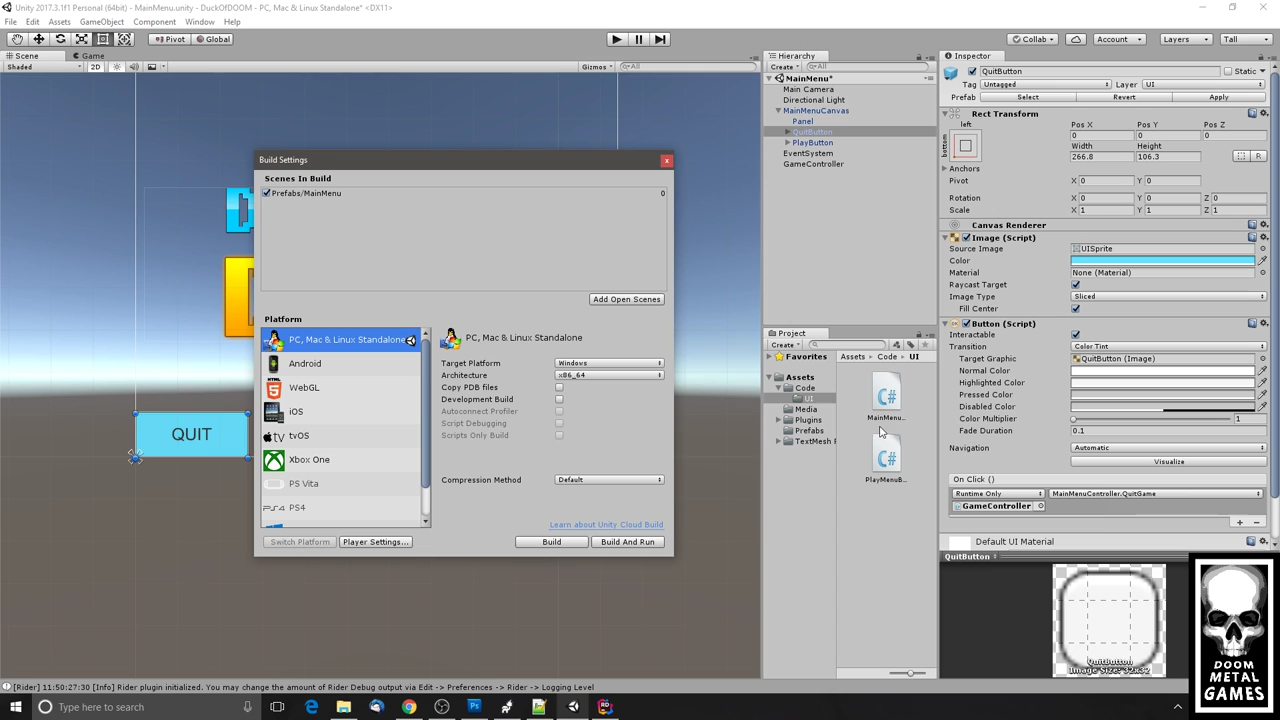 Unity 2017.3.1f1 Personal (64bit) - MainMenu.unity - DuckOfDOOM - PC, Mac & Linux Standalone* <DX11>
File Edit Assets GameObject Component Window Help
Pivot Global Collab Account Layers Tall
Scene Game
Shaded 2D Gizmos All
Hierarchy
Create All
MainMenu*
Main Camera
Directional Light
MainMenuCanvas
Panel
QuitButton
PlayButton
EventSystem
GameController
Build Settings
Scenes In Build
Prefabs/MainMenu 0
Add Open Scenes
Platform
PC, Mac & Linux Standalone
Android
WebGL
iOS
tvOS
Xbox One
PS Vita
PS4
PC, Mac & Linux Standalone
Target Platform Windows
Architecture x86_64
Copy PDB files
Development Build
Autoconnect Profiler
Script Debugging
Scripts Only Build
Compression Method Default
Learn about Unity Cloud Build
Switch Platform Player Settings... Build Build And Run
QUIT
Project
Create
Favorites
Assets
Code
UI
Media
Plugins
Prefabs
TextMesh
Assets Code UI
C#
MainMenu...
C#
PlayMenuB...
Inspector
QuitButton Static
Tag Untagged Layer UI
Prefab Select Revert Apply
Rect Transform
left
bottom
Pos X Pos Y Pos Z
0 0 0
Width Height
266.8 106.3
R
Anchors
Pivot X 0 Y 0
Rotation X 0 Y 0 Z 0
Scale X 1 Y 1 Z 1
Canvas Renderer
Image (Script)
Source Image UISprite
Color
Material None (Material)
Raycast Target
Image Type Sliced
Fill Center
Button (Script)
Interactable
Transition Color Tint
Target Graphic QuitButton (Image)
Normal Color
Highlighted Color
Pressed Color
Disabled Color
Color Multiplier 1
Fade Duration 0.1
Navigation Automatic
Visualize
On Click ()
Runtime Only MainMenuController.QuitGame
GameController
Default UI Material
QuitButton
QuitButton
Image Size: 32x32
DOOM
METAL
GAMES
[Rider] 11:50:27:30 [Info] Rider plugin initialized. You may change the amount of Rider Debug output via Edit -> Preferences -> Rider -> Logging Level
Type here to search